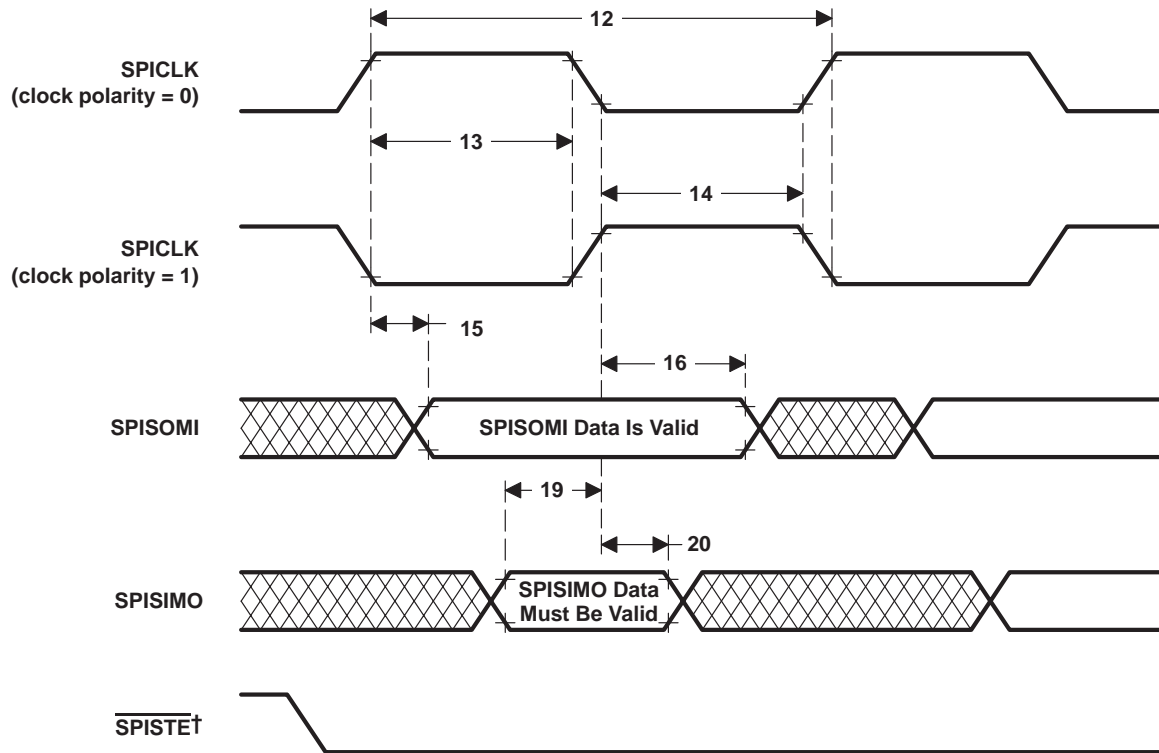 12
SPICLK
(clock polarity = 0)
13
14
SPICLK
(clock polarity = 1)
15
16
SPISOMI
SPISOMI Data Is Valid
19
20
SPISIMO
SPISIMO Data
Must Be Valid
SPISTE†